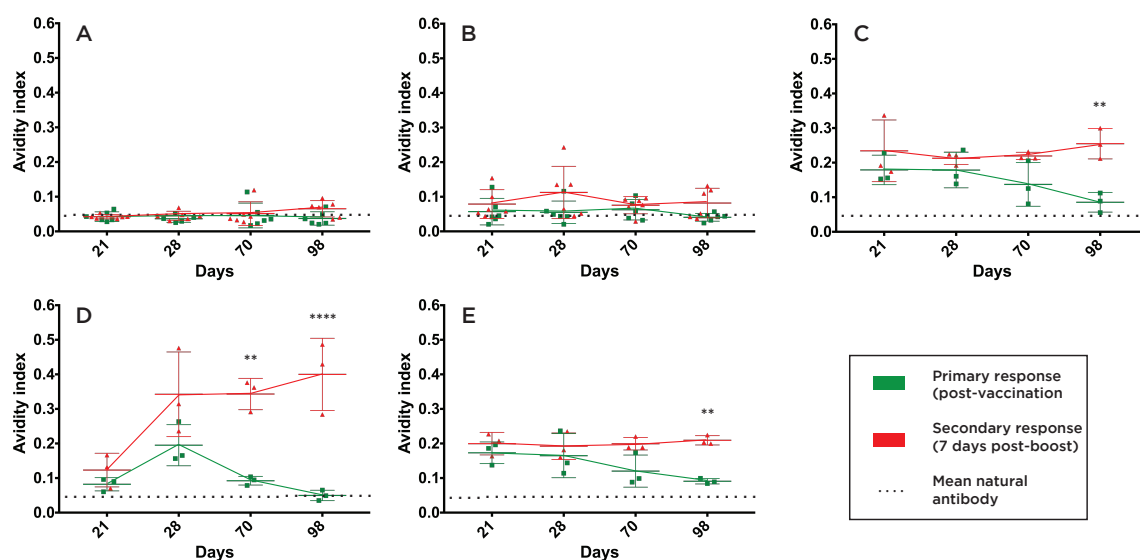 A
Avidity index
0.6
0.5
0.4
0.3
0.2
0.1
0.0
21
28
70
98
Days
B
Avidity index
0.6
0.5
0.4
0.3
0.2
0.1
0.0
21
28
70
98
Days
C
Avidity index
0.6
0.5
0.4
0.3
0.2
0.1
0.0
**
21
28
70
98
Days
D
Avidity index
0.6
0.5
0.4
0.3
0.2
0.1
0.0
**
****
21
28
70
98
Days
E
Avidity index
0.6
0.5
0.4
0.3
0.2
0.1
0.0
**
21
28
70
98
Days
Primary response
(post-vaccination
Secondary response
(7 days post-boost)
Mean natural
antibody